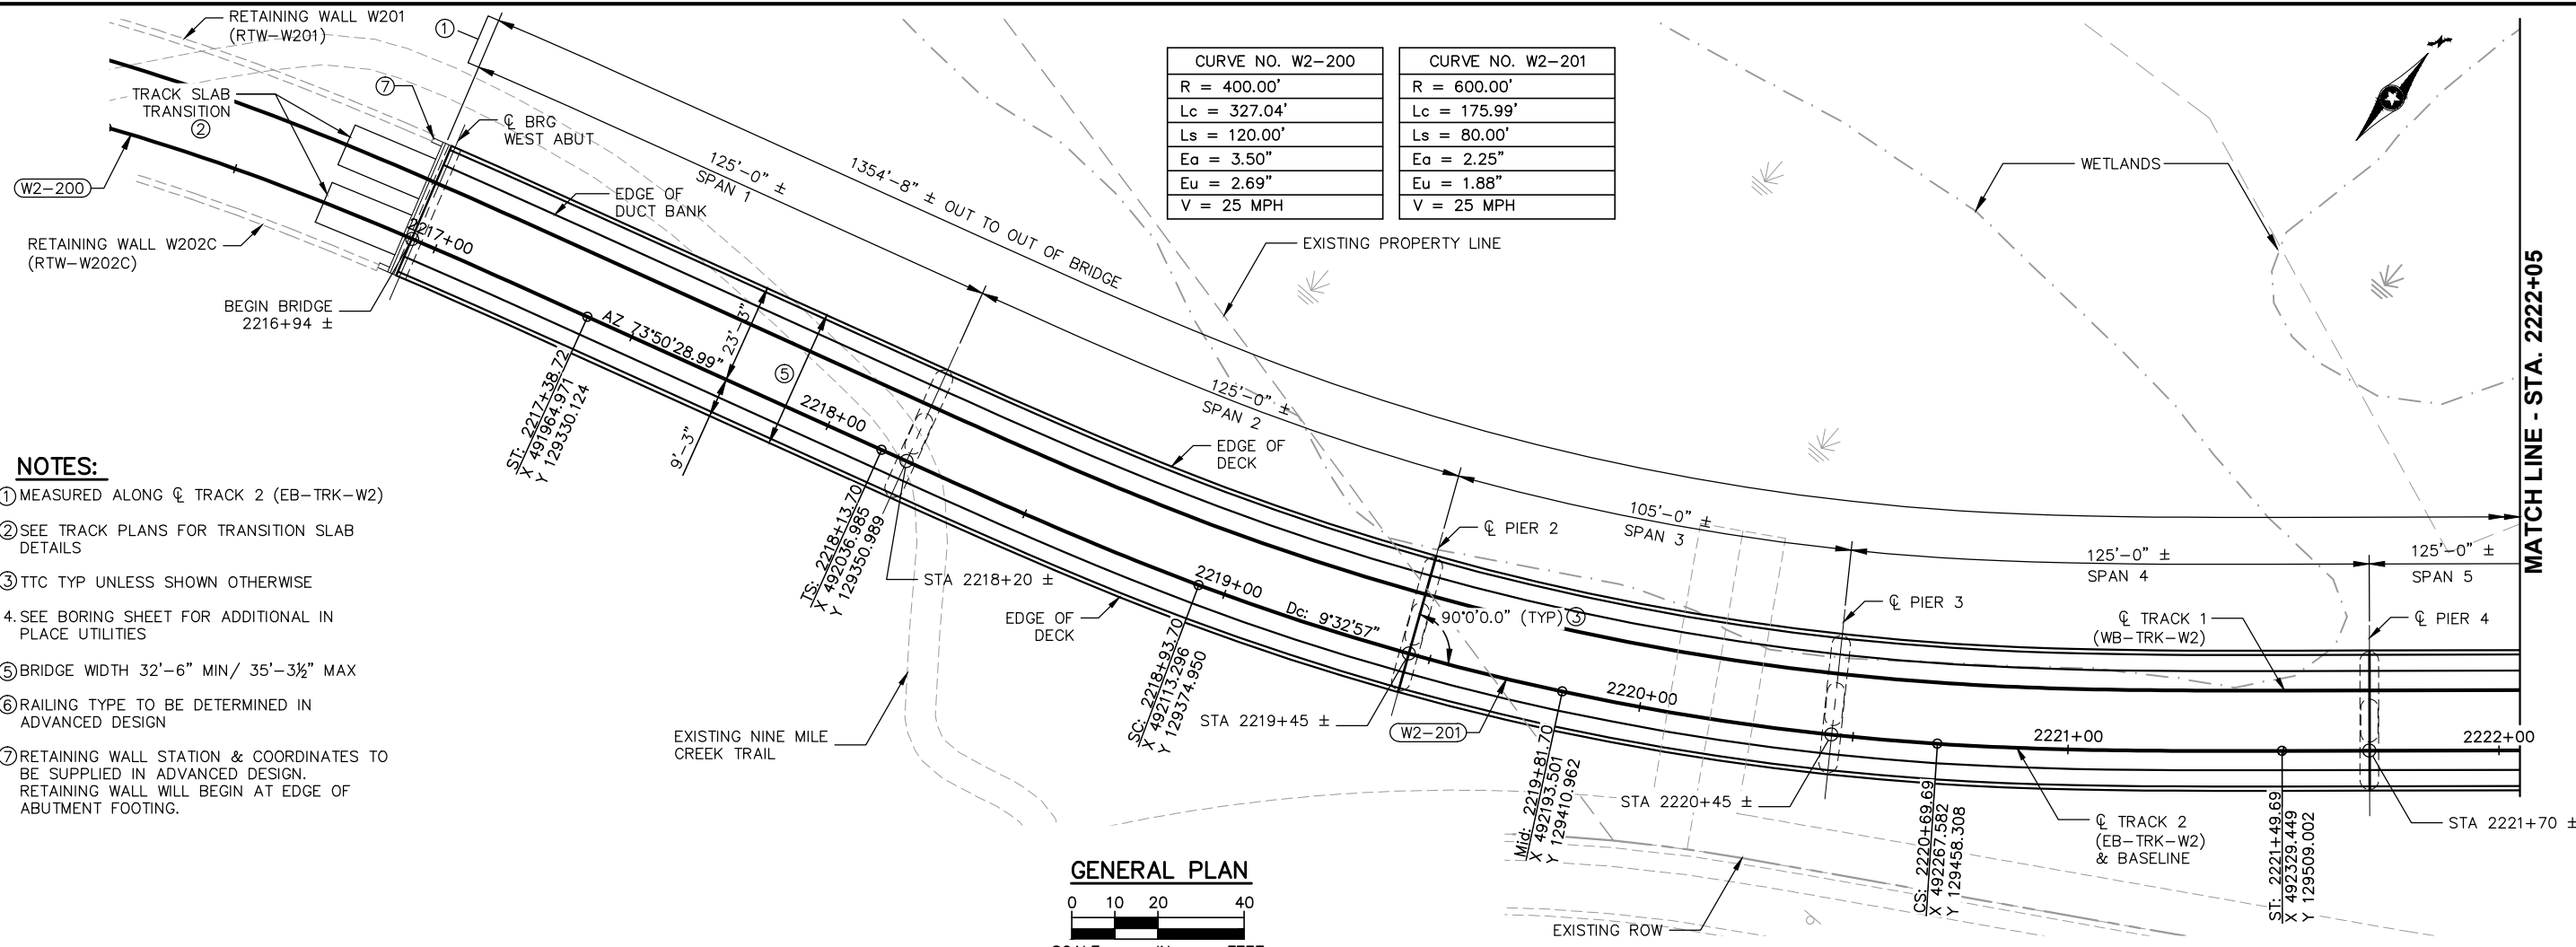 RETAINING WALL W201
(RTW-W201)
TRACK SLAB
TRANSITION
②
W2-200
RETAINING WALL W202C
(RTW-W202C)
BEGIN BRIDGE
2216+94 ±
①
⑦
℄ BRG
WEST ABUT
EDGE OF
DUCT BANK
2217+00
125'-0" ±
SPAN 1
1354'-8" ± OUT TO OUT OF BRIDGE
CURVE NO. W2-200
R = 400.00'
Lc = 327.04'
Ls = 120.00'
Ea = 3.50"
Eu = 2.69"
V = 25 MPH
CURVE NO. W2-201
R = 600.00'
Lc = 175.99'
Ls = 80.00'
Ea = 2.25"
Eu = 1.88"
V = 25 MPH
EXISTING PROPERTY LINE
WETLANDS
MATCH LINE - STA. 2222+05
AZ 73°50'28.99"
23'-3"
9'-3"
⑤
ST: 2217+38.72
X 491964.971
Y 129330.124
2218+00
TS: 2218+13.70
X 492036.985
Y 129350.989
STA 2218+20 ±
125'-0" ±
SPAN 2
EDGE OF
DECK
EDGE OF
DECK
EXISTING NINE MILE
CREEK TRAIL
2219+00
SC: 2218+93.70
X 492113.296
Y 129374.950
Dc: 9°32'57"
STA 2219+45 ±
℄ PIER 2
90°0'0.0" (TYP) ③
W2-201
105'-0" ±
SPAN 3
2220+00
Mid: 2219+81.70
X 492193.501
Y 129410.962
℄ PIER 3
STA 2220+45 ±
125'-0" ±
SPAN 4
125'-0" ±
SPAN 5
℄ TRACK 1
(WB-TRK-W2)
℄ PIER 4
2221+00
2222+00
CS: 2220+69.69
X 492267.582
Y 129458.308
℄ TRACK 2
(EB-TRK-W2)
& BASELINE
ST: 2221+49.69
X 492329.449
Y 129509.002
STA 2221+70 ±
EXISTING ROW
NOTES:
① MEASURED ALONG ℄ TRACK 2 (EB-TRK-W2)
② SEE TRACK PLANS FOR TRANSITION SLAB
DETAILS
③ TTC TYP UNLESS SHOWN OTHERWISE
4. SEE BORING SHEET FOR ADDITIONAL IN
PLACE UTILITIES
⑤ BRIDGE WIDTH 32'-6" MIN/ 35'-3½" MAX
⑥ RAILING TYPE TO BE DETERMINED IN
ADVANCED DESIGN
⑦ RETAINING WALL STATION & COORDINATES TO
BE SUPPLIED IN ADVANCED DESIGN.
RETAINING WALL WILL BEGIN AT EDGE OF
ABUTMENT FOOTING.
GENERAL PLAN
0 10 20 40